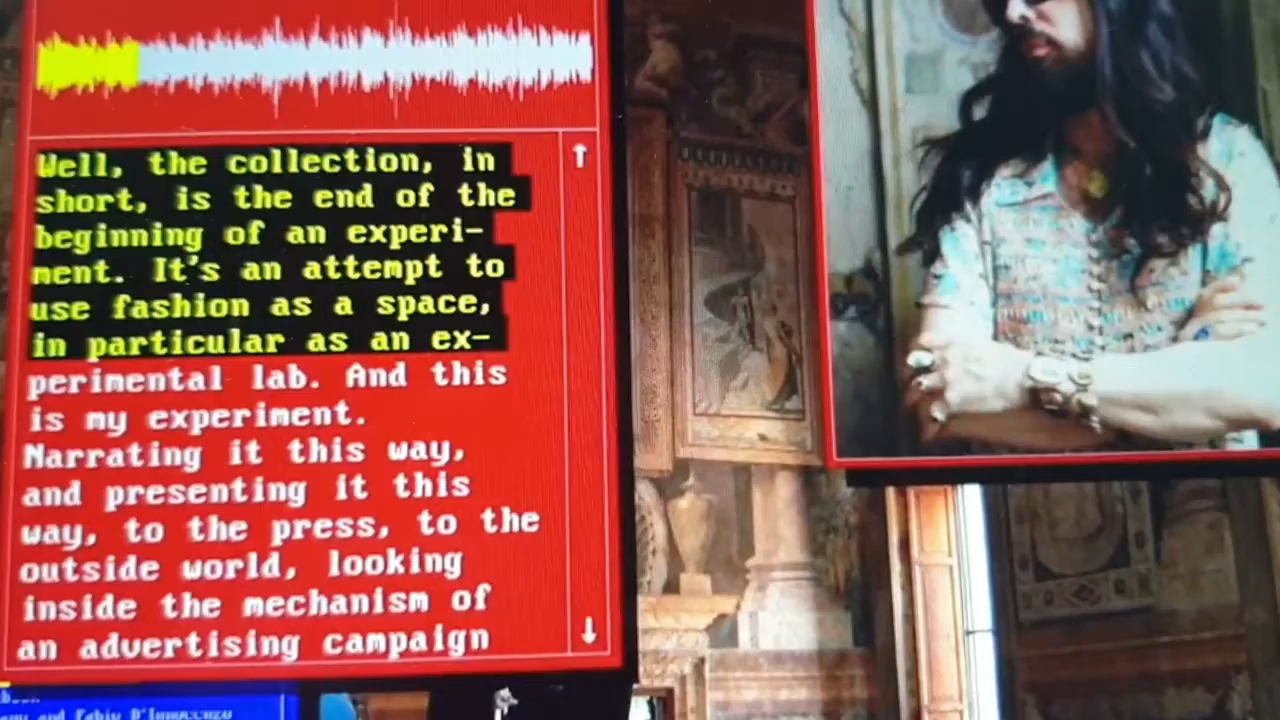 Well, the collection, in
short, is the end of the
beginning of an experi-
ment. It's an attempt to
use fashion as a space,
in particular as an ex-
perimental lab. And this
is my experiment.
Narrating it this way,
and presenting it this
way, to the press, to the
outside world, looking
inside the mechanism of
an advertising campaign
and Fabio D'Innocenzo